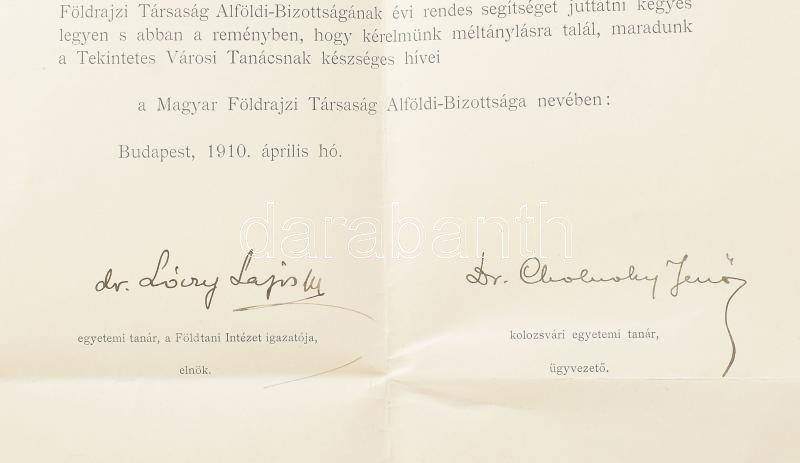 Földrajzi Társaság Alföldi-Bizottságának évi rendes segítséget juttatni kegyes
legyen s abban a reményben, hogy kérelmünk méltánylásra talál, maradunk
a Tekintetes Városi Tanácsnak készséges hívei
a Magyar Földrajzi Társaság Alföldi-Bizottsága nevében:
Budapest, 1910. április hó.
darabanth
dr. Lóczy Lajos
Dr. Cholnoky Jenő
egyetemi tanár, a Földtani Intézet igazatója,
kolozsvári egyetemi tanár,
elnök.
ügyvezető.